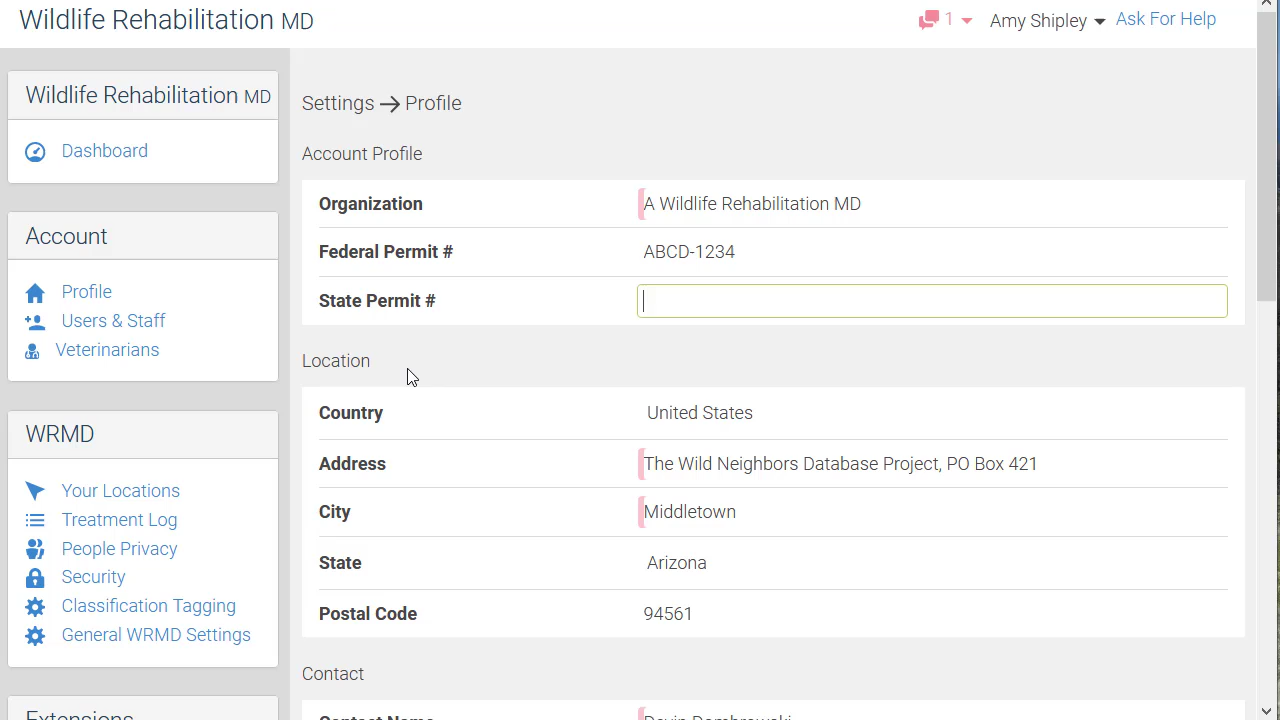 Wildlife Rehabilitation MD
1
Amy Shipley
Ask For Help
Wildlife Rehabilitation MD
Dashboard
Account
Profile
Users & Staff
Veterinarians
WRMD
Your Locations
Treatment Log
People Privacy
Security
Classification Tagging
General WRMD Settings
Extensions
Settings → Profile
Account Profile
Organization A Wildlife Rehabilitation MD
Federal Permit # ABCD-1234
State Permit #
Location
Country United States
Address The Wild Neighbors Database Project, PO Box 421
City Middletown
State Arizona
Postal Code 94561
Contact
Contact Name Devin Dombrowski